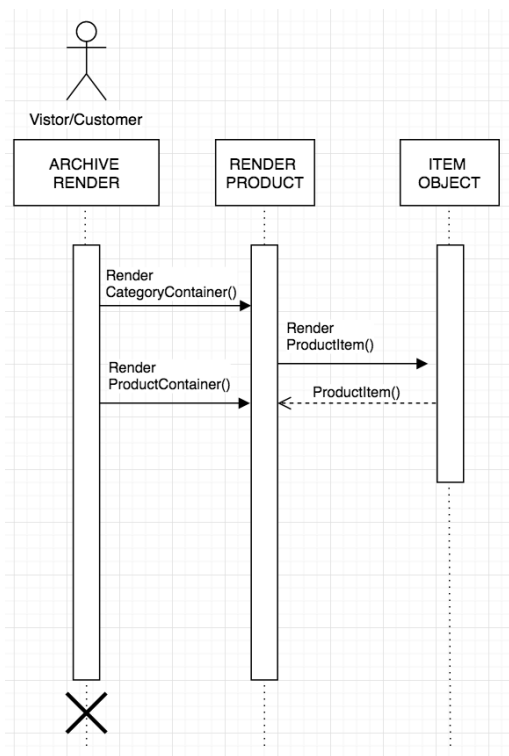 Vistor/Customer
ARCHIVE
RENDER
RENDER
PRODUCT
ITEM
OBJECT
Render
CategoryContainer()
Render
ProductItem()
Render
ProductContainer()
ProductItem()